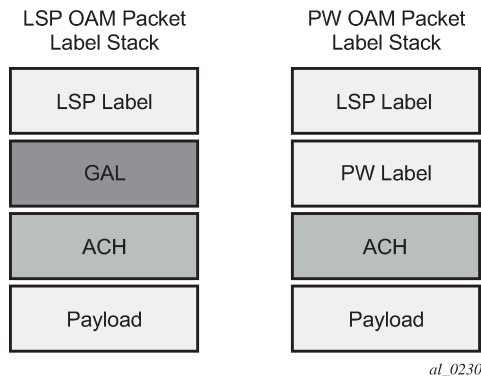 LSP OAM Packet
Label Stack
LSP Label
GAL
ACH
Payload
PW OAM Packet
Label Stack
LSP Label
PW Label
ACH
Payload
al_0230